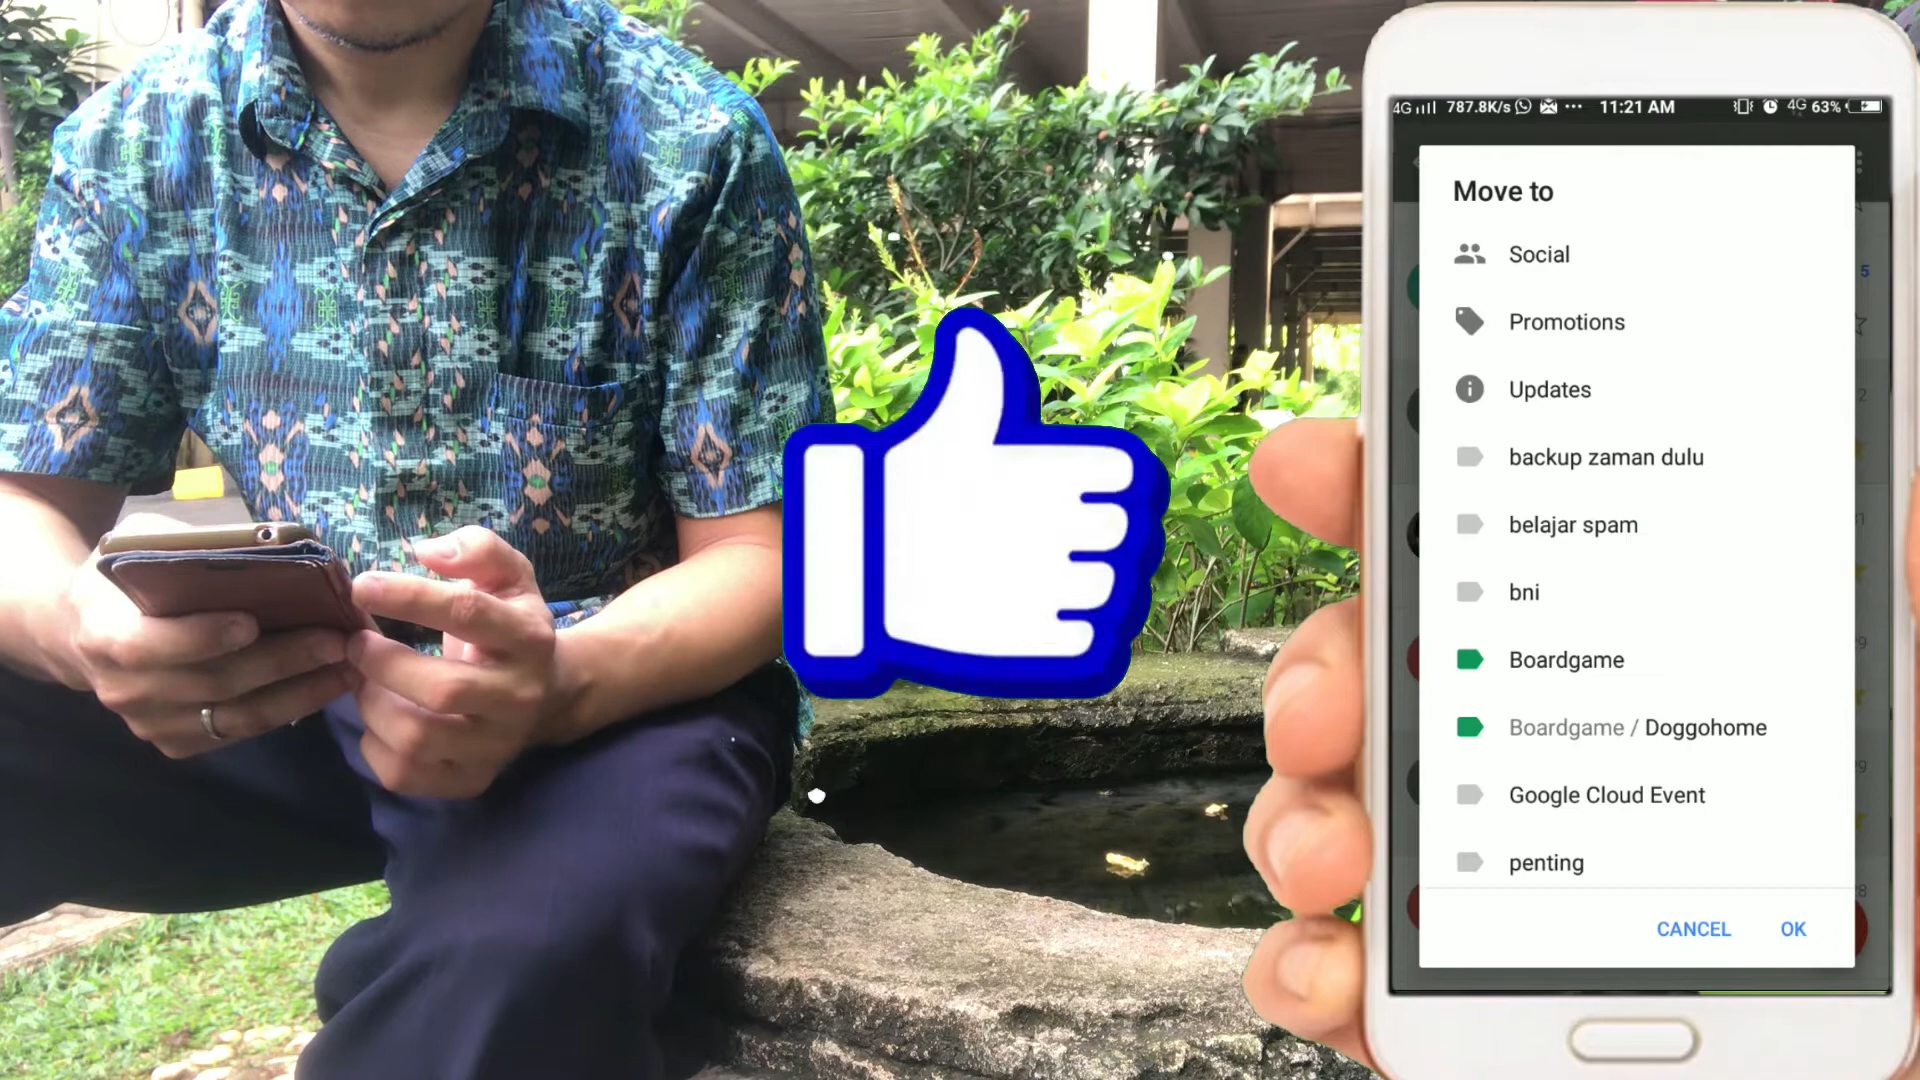 4G 787.8K/s ••• 11:21 AM 4G 63%
Move to
Social
Promotions
Updates
backup zaman dulu
belajar spam
bni
Boardgame
Boardgame / Doggohome
Google Cloud Event
penting
CANCEL OK